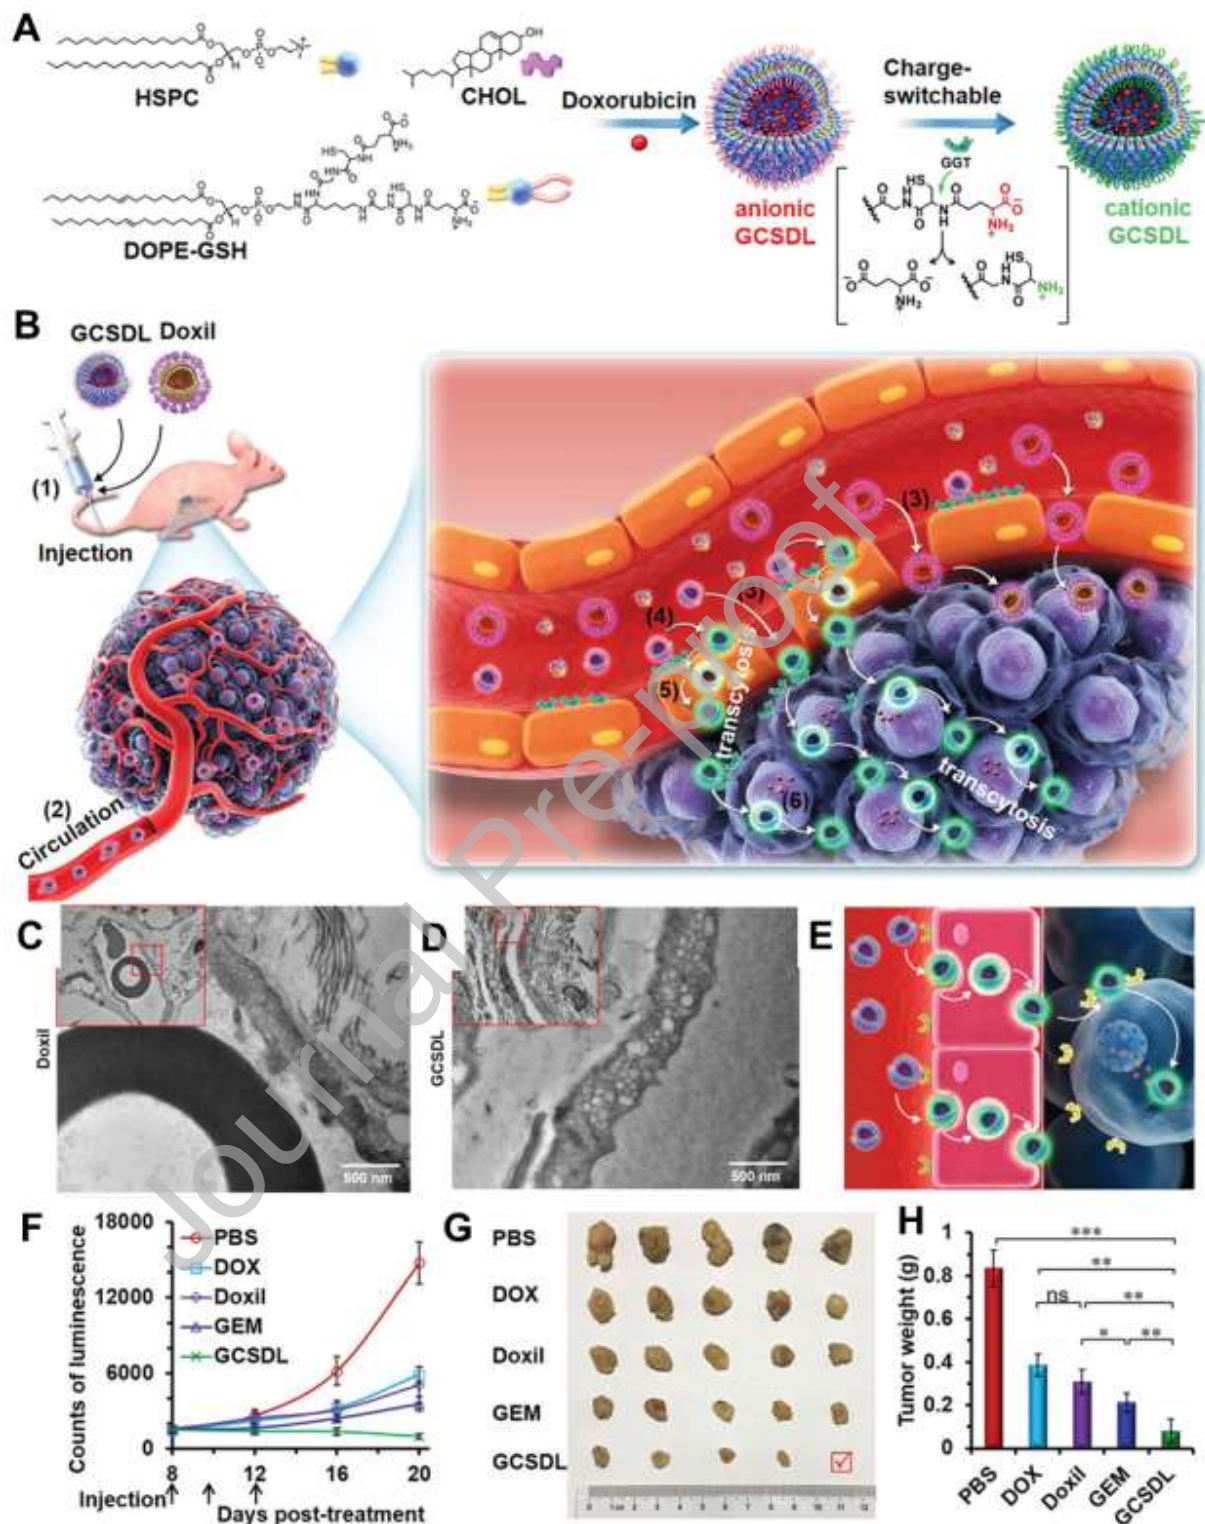 A
HSPC
OH
CHOL
Doxorubicin
Charge-
switchable
GGT
DOPE-GSH
anionic
GCSDL
cationic
GCSDL
B
GCSDL Doxil
(1)
Injection
(2)
Circulation
(3)
(3)
(4)
(5)
transcytosis
(6)
transcytosis
Journal Pre-proof
C
Doxil
500 nm
D
GCSDL
500 nm
E
F
Counts of luminescence
18000
12000
6000
0
PBS
DOX
Doxil
GEM
GCSDL
8 12 16 20
Injection
Days post-treatment
G
PBS
DOX
Doxil
GEM
GCSDL
H
Tumor weight (g)
1
0.8
0.6
0.4
0.2
0
***
**
ns **
* **
PBS DOX Doxil GEM GCSDL